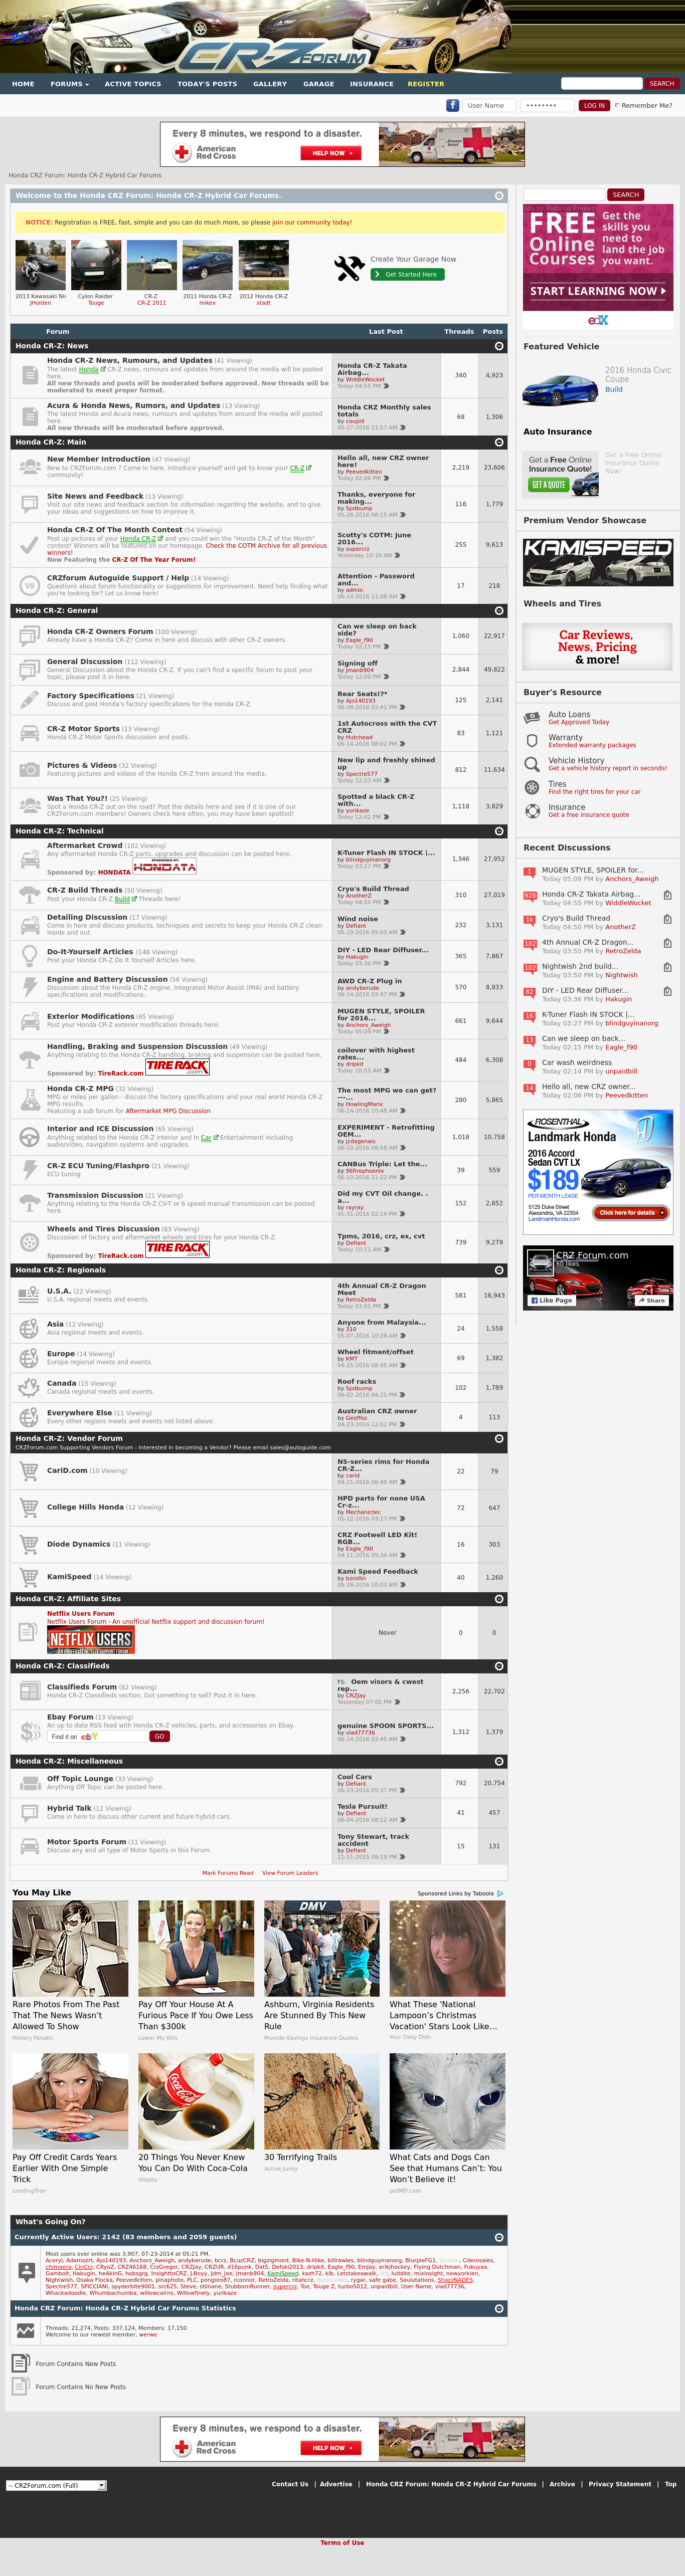 CRZ FORUM
HOME FORUMS ACTIVE TOPICS TODAY'S POSTS GALLERY GARAGE INSURANCE REGISTER SEARCH
User Name •••••••• LOG IN Remember Me?
Every 8 minutes, we respond to a disaster.
American Red Cross HELP NOW
Honda CRZ Forum: Honda CR-Z Hybrid Car Forums
Welcome to the Honda CRZ Forum: Honda CR-Z Hybrid Car Forums.
NOTICE: Registration is FREE, fast, simple and you can do much more, so please join our community today!
2013 Kawasaki Nin
JHolden
Cylon Raider
Touge
CR-Z
CR-Z 2011
2011 Honda CR-Z
mikev
2012 Honda CR-Z
stadt
Create Your Garage Now
Get Started Here
Forum Last Post Threads Posts
Honda CR-Z: News
Honda CR-Z News, Rumours, and Updates (41 Viewing)
The latest Honda CR-Z news, rumours and updates from around the media will be posted here.
All new threads and posts will be moderated before approved. New threads will be moderated to meet proper format.
Honda CR-Z Takata Airbag...
by WiddleWocket
Today 04:55 PM
340 4,923
Acura & Honda News, Rumors, and Updates (13 Viewing)
The latest Honda and Acura news, rumours and updates from around the media will posted here.
All new threads will be moderated before approved.
Honda CRZ Monthly sales totals
by coupid
05-27-2016 11:57 AM
68 1,306
Honda CR-Z: Main
New Member Introduction (47 Viewing)
New to CRZForum.com ? Come in here, introduce yourself and get to know your CR-Z community!
Hello all, new CRZ owner here!
by Peevedkitten
Today 02:06 PM
2,219 23,606
Site News and Feedback (13 Viewing)
Visit our site news and feedback section for information regarding the website, and to give your ideas and suggestions on how to improve it.
Thanks, everyone for making...
by Spdbump
05-28-2016 08:15 AM
116 1,779
Honda CR-Z Of The Month Contest (54 Viewing)
Post up pictures of your Honda CR-Z and you could win the "Honda CR-Z of the Month" Contest! Winners will be featured on our homepage. Check the COTM Archive for all previous winners!
Now Featuring the CR-Z Of The Year Forum!
Scotty's COTM: June 2016...
by supercrz
Yesterday 10:19 AM
255 9,613
CRZforum Autoguide Support / Help (14 Viewing)
Questions about forum functionality or suggestions for improvement. Need help finding what you're looking for? Let us know here!
Attention - Password and...
by admin
06-14-2016 11:08 AM
17 218
Honda CR-Z: General
Honda CR-Z Owners Forum (100 Viewing)
Already have a Honda CR-Z? Come in here and discuss with other CR-Z owners.
Can we sleep on back side?
by Eagle_f90
Today 02:15 PM
1,060 22,917
General Discussion (112 Viewing)
General Discussion about the Honda CR-Z. If you can't find a specific forum to post your topic, please post it in here.
Signing off
by Jmanb904
Today 12:00 PM
2,844 49,822
Factory Specifications (21 Viewing)
Discuss and post Honda's factory specifications for the Honda CR-Z.
Rear Seats!?*
by AJo140193
06-08-2016 02:41 PM
125 2,141
CR-Z Motor Sports (13 Viewing)
Honda CR-Z Motor Sports discussion and posts.
1st Autocross with the CVT CRZ
by Hutchead
06-14-2016 08:02 PM
83 1,121
Pictures & Videos (32 Viewing)
Featuring pictures and videos of the Honda CR-Z from around the media.
New lip and freshly shined up
by Spectre577
Today 12:23 AM
812 11,634
Was That You?! (25 Viewing)
Spot a Honda CR-Z out on the road? Post the details here and see if it is one of our CRZForum.com members! Owners check here often, you may have been spotted!
Spotted a black CR-Z with...
by yurikaze
Today 12:42 PM
1,118 3,829
Honda CR-Z: Technical
Aftermarket Crowd (102 Viewing)
Any aftermarket Honda CR-Z parts, upgrades and discussion can be posted here.
Sponsored by: HONDATA
K-Tuner Flash IN STOCK |...
by blindguyinanorg
Today 03:27 PM
1,346 27,952
CR-Z Build Threads (50 Viewing)
Post your Honda CR-Z Build Threads here!
Cryo's Build Thread
by AnotherZ
Today 04:50 PM
310 27,019
Detailing Discussion (17 Viewing)
Come in here and discuss products, techniques and secrets to keep your Honda CR-Z clean inside and out.
Wind noise
by Defiant
05-19-2016 09:03 AM
232 3,131
Do-It-Yourself Articles (148 Viewing)
Post your Honda CR-Z Do It Yourself Articles here.
DIY - LED Rear Diffuser...
by Hakugin
Today 03:36 PM
365 7,867
Engine and Battery Discussion (56 Viewing)
Discussion about the Honda CR-Z engine, Integrated Motor Assist (IMA) and battery specifications and modifications.
AWD CR-Z Plug in
by andyberude
06-14-2016 03:47 PM
570 8,933
Exterior Modifications (65 Viewing)
Post your Honda CR-Z exterior modification threads here.
MUGEN STYLE, SPOILER for 2016...
by Anchors_Aweigh
Today 05:09 PM
661 9,644
Handling, Braking and Suspension Discussion (49 Viewing)
Anything relating to the Honda CR-Z handling, braking and suspension can be posted here.
Sponsored by: TireRack.com TIRE RACK
coilover with highest rates...
by dripkit
Today 10:55 AM
484 6,308
Honda CR-Z MPG (32 Viewing)
MPG or miles per gallon - discuss the factory specifications and your real world Honda CR-Z MPG results.
Featuring a sub forum for Aftermarket MPG Discussion
The most MPG we can get? ---...
by HowlingManx
06-14-2016 10:48 AM
280 5,865
Interior and ICE Discussion (65 Viewing)
Anything related to the Honda CR-Z interior and In Car Entertainment including audio/video, navigation systems and upgrades.
EXPERIMENT - Retrofitting OEM...
by jcdagenais
06-10-2016 08:58 AM
1,018 10,758
CR-Z ECU Tuning/Flashpro (21 Viewing)
ECU tuning
CANBus Triple: Let the...
by 96firephoenix
06-10-2016 11:22 PM
39 559
Transmission Discussion (21 Viewing)
Anything relating to the Honda CR-Z CV-T or 6 speed manual transmission can be posted here.
Did my CVT Oil change. . a...
by rayray
05-31-2016 02:14 PM
152 2,852
Wheels and Tires Discussion (83 Viewing)
Discussion of factory and aftermarket wheels and tires for your Honda CR-Z.
Sponsored by: TireRack.com TIRE RACK
Tpms, 2016, crz, ex, cvt
by Defiant
Today 10:11 AM
739 9,279
Honda CR-Z: Regionals
U.S.A. (22 Viewing)
U.S.A. regional meets and events.
4th Annual CR-Z Dragon Meet
by RetroZelda
Today 03:55 PM
581 16,943
Asia (12 Viewing)
Asia regional meets and events.
Anyone from Malaysia...
by 310
05-07-2016 10:28 AM
24 1,558
Europe (14 Viewing)
Europe regional meets and events.
Wheel fitment/offset
by KMT
04-15-2016 08:45 AM
69 1,382
Canada (15 Viewing)
Canada regional meets and events.
Roof racks
by Spdbump
06-02-2016 04:25 PM
102 1,789
Everywhere Else (11 Viewing)
Every other regions meets and events not listed above.
Australian CRZ owner
by Geoffoz
04-23-2016 12:52 PM
4 113
Honda CR-Z: Vendor Forum
CRZForum.com Supporting Vendors Forum - Interested in becoming a Vendor? Please email sales@autoguide.com
CariD.com (10 Viewing)
NS-series rims for Honda CR-Z...
by carid
04-21-2016 06:48 AM
22 79
College Hills Honda (12 Viewing)
HPD parts for none USA Cr-z...
by Mechanictec
05-12-2016 03:17 PM
72 647
Diode Dynamics (11 Viewing)
CRZ Footwell LED Kit! RGB...
by Eagle_f90
04-11-2016 09:34 AM
16 303
KamiSpeed (14 Viewing)
Kami Speed Feedback
by bzrollin
05-28-2016 10:03 AM
40 1,260
Honda CR-Z: Affiliate Sites
Netflix Users Forum
Netflix Users Forum - An unofficial Netflix support and discussion forum!
NETFLIX USERS
Never 0 0
Honda CR-Z: Classifieds
Classifieds Forum (62 Viewing)
Honda CR-Z Classifieds section. Got something to sell? Post it in here.
FS: Oem visors & cwest rep...
by CRZJay
Yesterday 07:05 PM
2,256 22,702
Ebay Forum (13 Viewing)
An up to date RSS feed with Honda CR-Z vehicles, parts, and accessories on Ebay.
Find it on ebY GO
genuine SPOON SPORTS...
by vlad77736
06-14-2016 02:45 AM
1,312 1,379
Honda CR-Z: Miscellaneous
Off Topic Lounge (33 Viewing)
Anything Off Topic can be posted here.
Cool Cars
by Defiant
06-13-2016 05:37 PM
792 20,754
Hybrid Talk (12 Viewing)
Come in here to discuss other current and future hybrid cars.
Tesla Pursuit!
by Defiant
06-04-2016 08:12 AM
41 457
Motor Sports Forum (11 Viewing)
Discuss any and all type of Motor Sports in this Forum.
Tony Stewart, track accident
by Defiant
11-11-2015 08:19 PM
15 131
Mark Forums Read View Forum Leaders
You May Like
Sponsored Links by Taboola
Rare Photos From The Past That The News Wasn't Allowed To Show
History Fanatic
Pay Off Your House At A Furious Pace If You Owe Less Than $300k
Lower My Bills
DMV
Ashburn, Virginia Residents Are Stunned By This New Rule
Provide-Savings Insurance Quotes
What These 'National Lampoon's Christmas Vacation' Stars Look Like...
Your Daily Dish
Pay Off Credit Cards Years Earlier With One Simple Trick
LendingTree
20 Things You Never Knew You Can Do With Coca-Cola
Vitality
30 Terrifying Trails
Active Junky
What Cats and Dogs Can See that Humans Can't: You Won't Believe it!
petMD.com
What's Going On?
Currently Active Users: 2142 (83 members and 2059 guests)
Most users ever online was 3,907, 07-23-2014 at 05:21 PM.
Honda CRZ Forum: Honda CR-Z Hybrid Car Forums Statistics
Threads: 21,274, Posts: 337,124, Members: 17,150
Welcome to our newest member, werwe
Forum Contains New Posts
Forum Contains No New Posts
SEARCH
FREE Online Courses
Get the skills you need to land the job you want.
START LEARNING NOW
edX
Featured Vehicle
2016 Honda Civic Coupe
Build
Auto Insurance
Get a Free Online Insurance Quote
GET A QUOTE
Get a Free Online Insurance Quote Now!
Premium Vendor Showcase
KAMISPEED
Wheels and Tires
Car Reviews, News, Pricing & more!
Buyer's Resource
Auto Loans
Get Approved Today
Warranty
Extended warranty packages
Vehicle History
Get a vehicle history report in seconds!
Tires
Find the right tires for your car
Insurance
Get a free insurance quote
Recent Discussions
1 MUGEN STYLE, SPOILER for...
Today 05:09 PM by Anchors_Aweigh
828 Honda CR-Z Takata Airbag...
Today 04:55 PM by WiddleWocket
1k Cryo's Build Thread
Today 04:50 PM by AnotherZ
182 4th Annual CR-Z Dragon...
Today 03:55 PM by RetroZelda
102 Nightwish 2nd build...
Today 03:50 PM by Nightwish
82 DIY - LED Rear Diffuser...
Today 03:36 PM by Hakugin
16 K-Tuner Flash IN STOCK |...
Today 03:27 PM by blindguyinanorg
13 Can we sleep on back...
Today 02:15 PM by Eagle_f90
0 Car wash weirdness
Today 02:14 PM by unpaidbill
14 Hello all, new CRZ owner...
Today 02:06 PM by Peevedkitten
ROSENTHAL Landmark Honda
2016 Accord Sedan CVT LX
$189 PER MONTH LEASE
5125 Duke Street
Alexandria, VA 22304
LandmarkHonda.com
Click here for details
CRZ Forum.com
60 likes
Like Page Share
Every 8 minutes, we respond to a disaster.
American Red Cross HELP NOW
-- CRZForum.com (Full)
Contact Us | Advertise | Honda CRZ Forum: Honda CR-Z Hybrid Car Forums | Archive | Privacy Statement | Top
Terms of Use